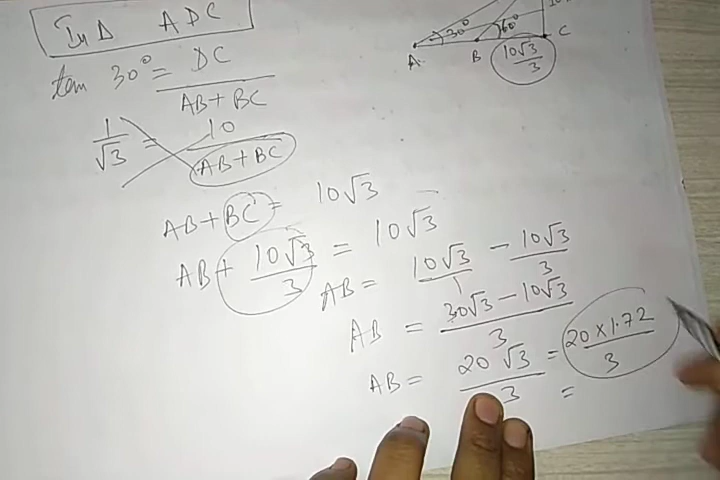 In Δ ADC
tan 30° = DC / AB + BC
1/√3 = 10 / AB + BC
AB + BC = 10√3
AB + 10√3/3 = 10√3
AB = 10√3/1 - 10√3/3
AB = 30√3 - 10√3 / 3
AB = 20√3/3 = 20 x 1.72 / 3
=
30° 60°
A B C
10√3/3